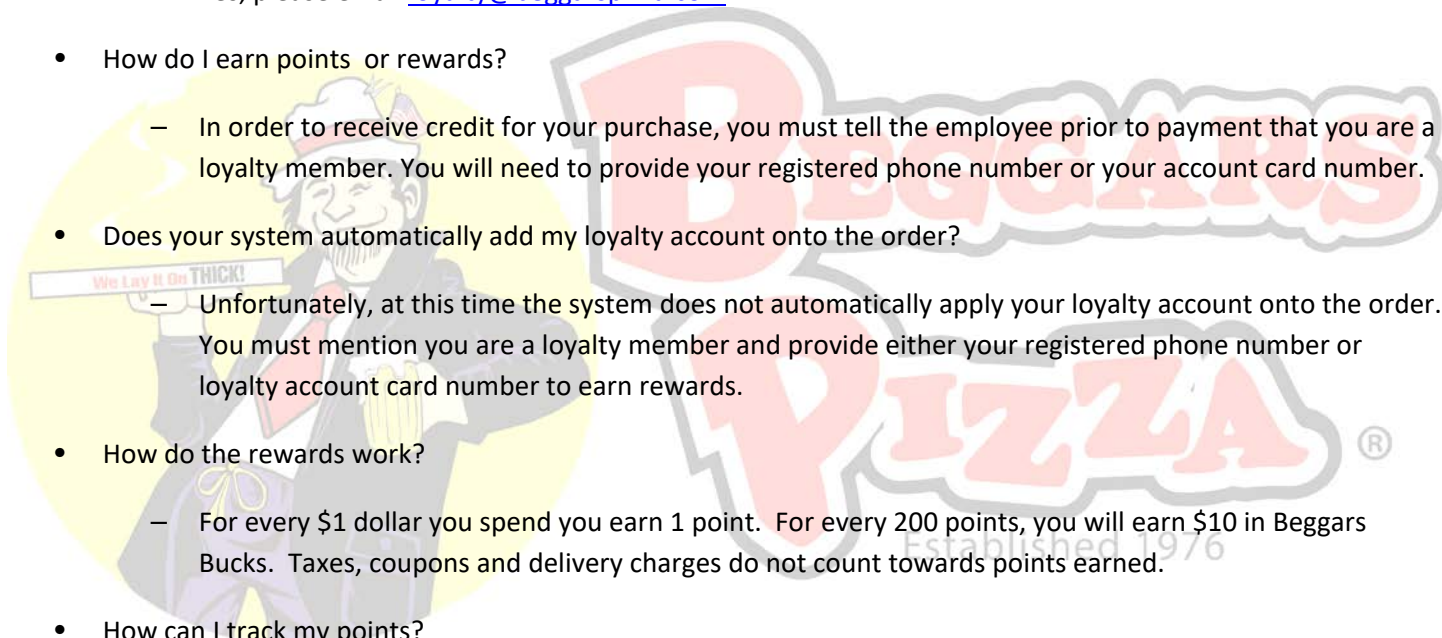 • How do I earn points or rewards?
– In order to receive credit for your purchase, you must tell the employee prior to payment that you are a
loyalty member. You will need to provide your registered phone number or your account card number.
• Does your system automatically add my loyalty account onto the order?
– Unfortunately, at this time the system does not automatically apply your loyalty account onto the order.
You must mention you are a loyalty member and provide either your registered phone number or
loyalty account card number to earn rewards.
• How do the rewards work?
– For every $1 dollar you spend you earn 1 point. For every 200 points, you will earn $10 in Beggars
Bucks. Taxes, coupons and delivery charges do not count towards points earned.
• How can I track my points?
We Lay It On THICK!
BEGGARS
PIZZA ®
Established 1976